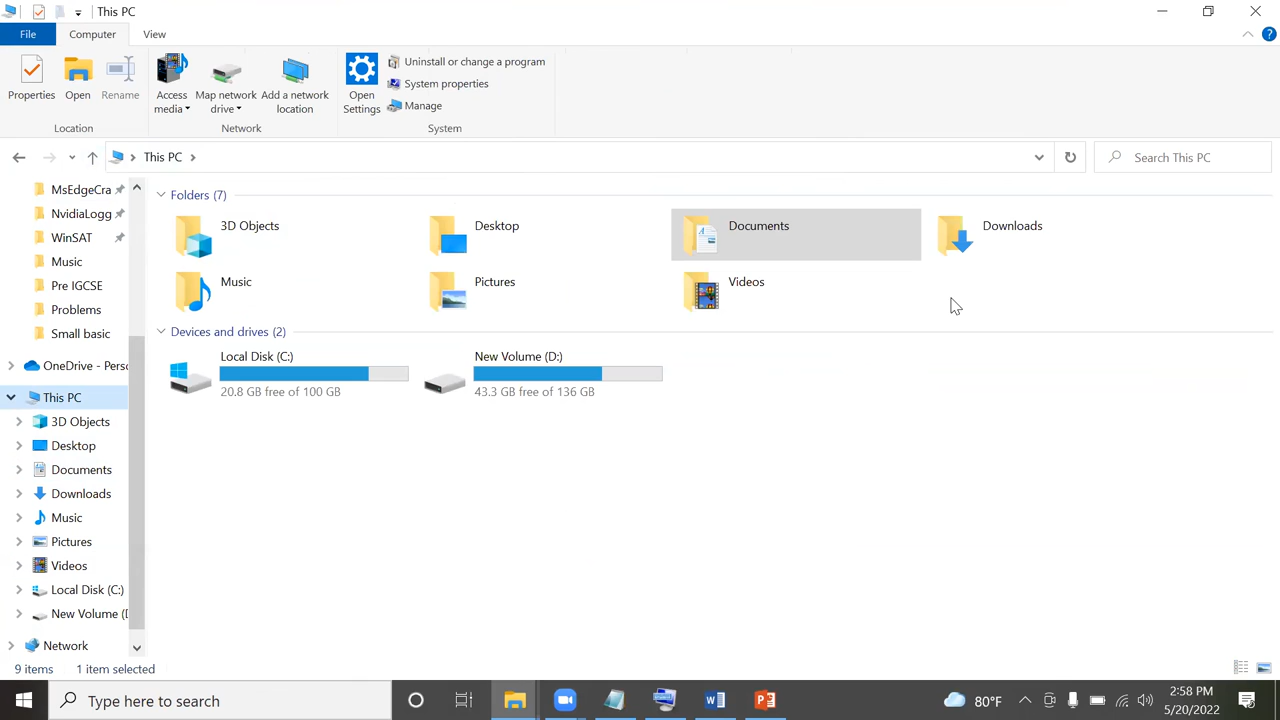 This PC
File
Computer
View
Properties
Open
Rename
Access media
Map network drive
Add a network location
Open Settings
Uninstall or change a program
System properties
Manage
Location
Network
System
This PC
Search This PC
MsEdgeCra
NvidiaLogg
WinSAT
Music
Pre IGCSE
Problems
Small basic
OneDrive - Perso
This PC
3D Objects
Desktop
Documents
Downloads
Music
Pictures
Videos
Local Disk (C:)
New Volume (D
Network
Folders (7)
3D Objects
Desktop
Documents
Downloads
Music
Pictures
Videos
Devices and drives (2)
Local Disk (C:)
20.8 GB free of 100 GB
New Volume (D:)
43.3 GB free of 136 GB
9 items
1 item selected
Type here to search
80°F
2:58 PM
5/20/2022